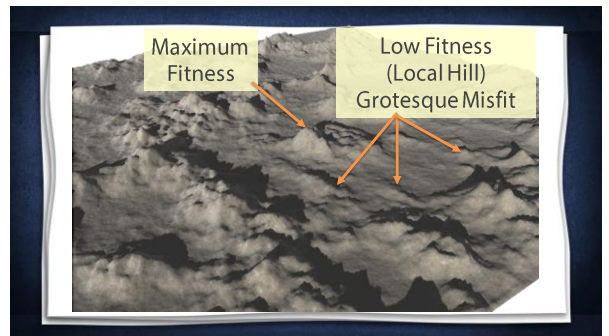 Maximum
Fitness
Low Fitness
(Local Hill)
Grotesque Misfit